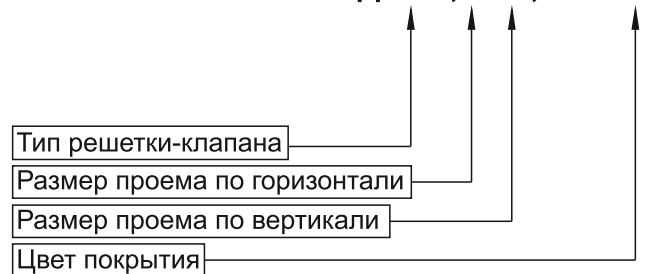 Тип решетки-клапана
Размер проема по горизонтали
Размер проема по вертикали
Цвет покрытия